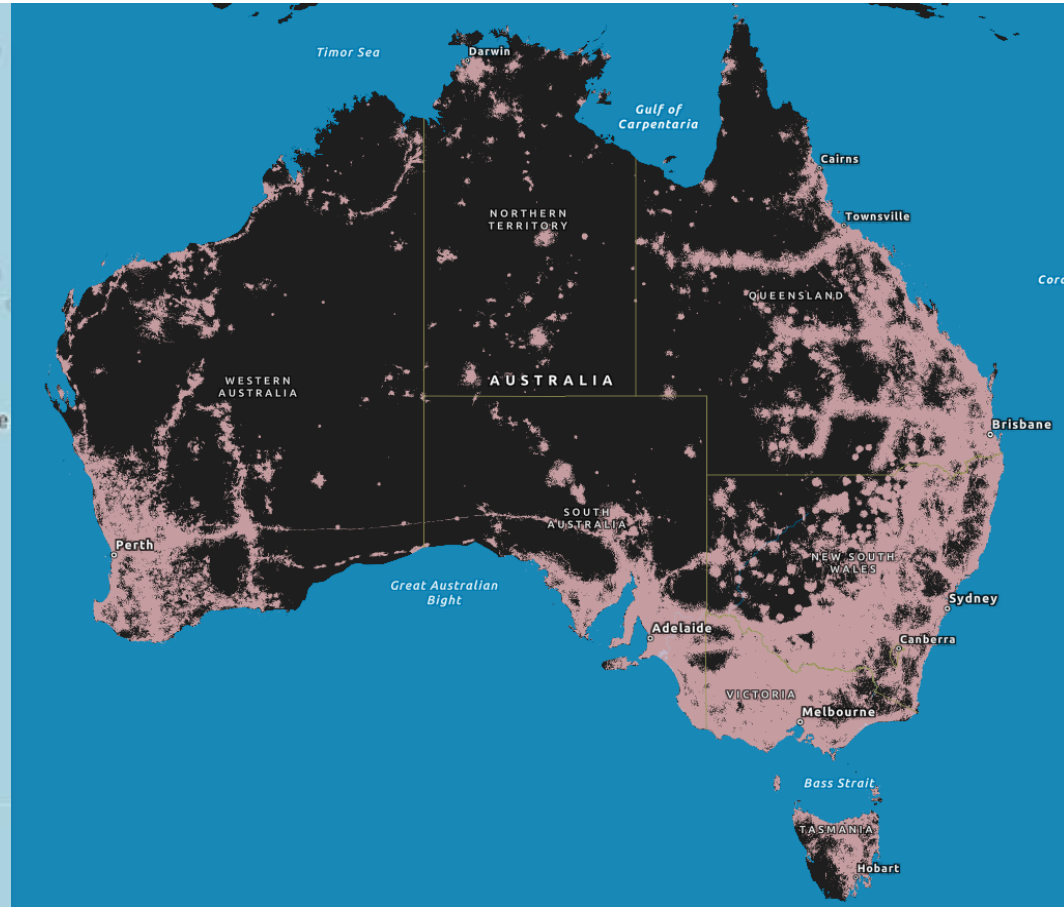 Timor Sea
Darwin
Gulf of
Carpentaria
Cairns
NORTHERN
TERRITORY
Townsville
QUEENSLAND
WESTERN
AUSTRALIA
AUSTRALIA
Brisbane
SOUTH
AUSTRALIA
Perth
NEW SOUTH
WALES
Great Australian
Bight
Sydney
Adelaide
Canberra
VICTORIA
Melbourne
Bass Strait
TASMANIA
Hobart